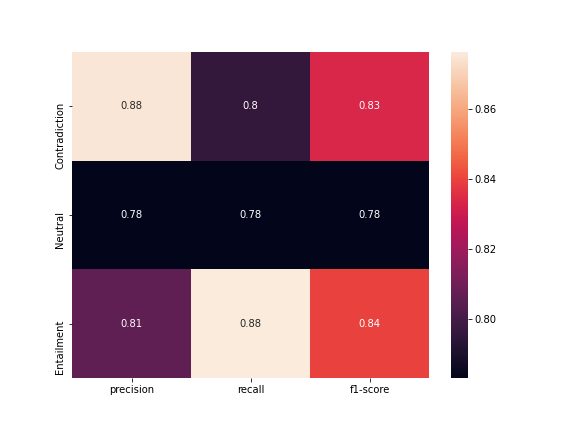 Contradiction
0.88 0.8 0.83
Neutral
0.78 0.78 0.78
Entailment
0.81 0.88 0.84
precision recall f1-score
0.86
0.84
0.82
0.80